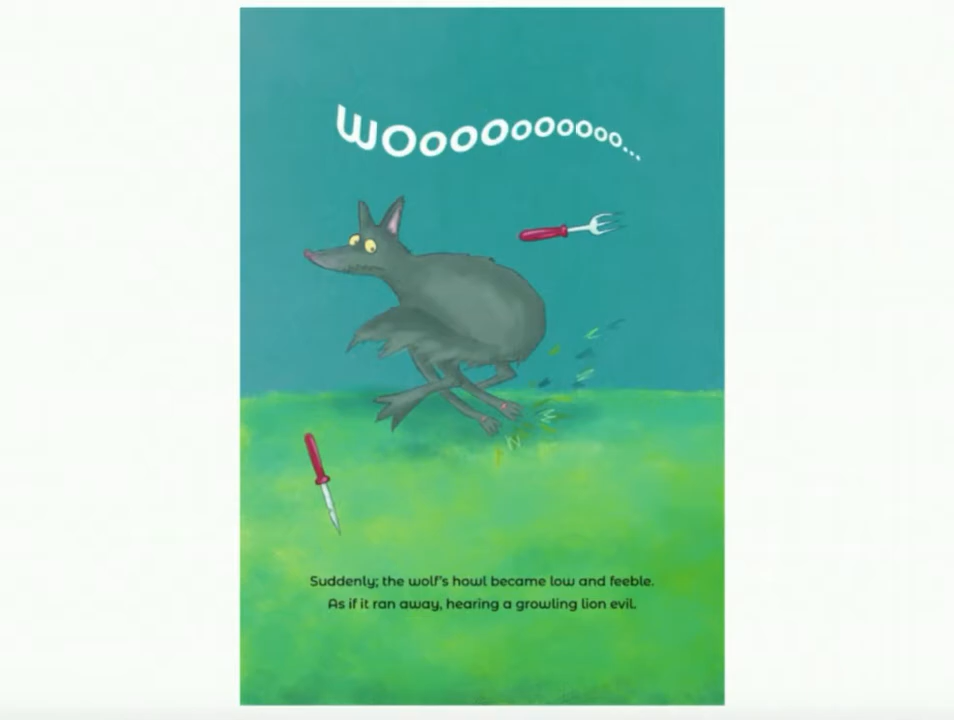 WOooooooooo...
Suddenly; the wolf's howl became low and feeble.
As if it ran away, hearing a growling lion evil.